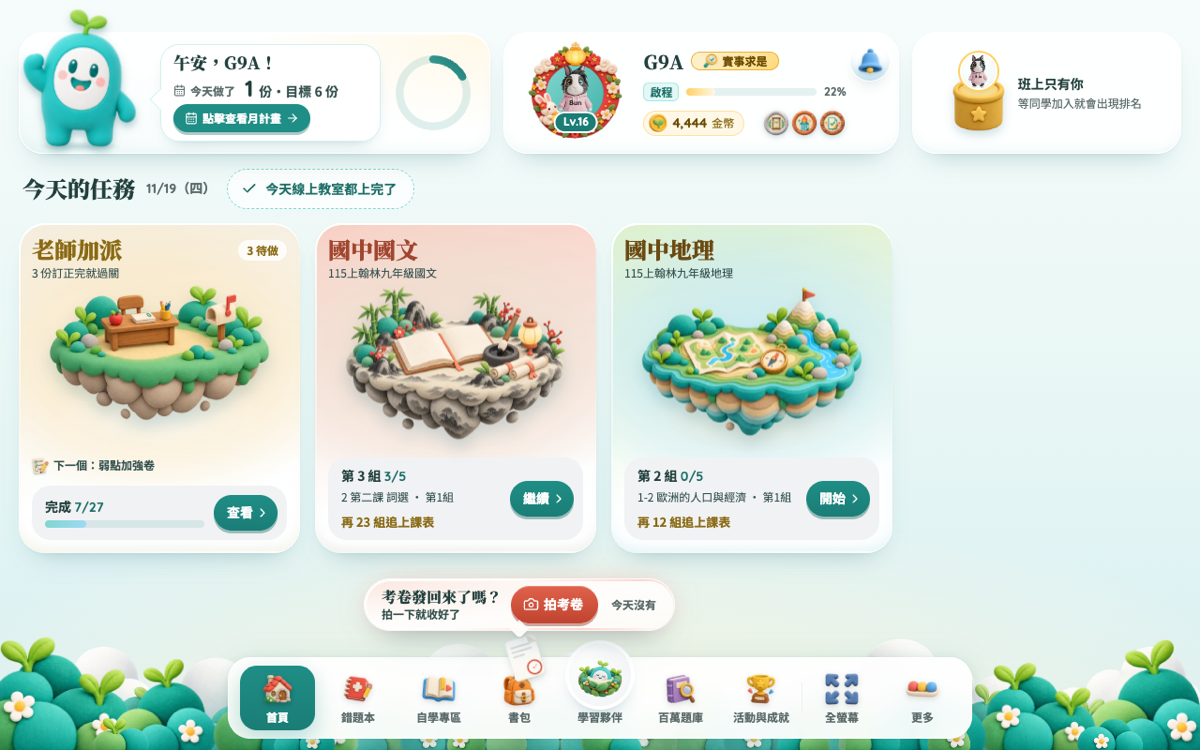 午安，G9A！
今天做了 1 份・目標 6 份
點擊查看月計畫 →
Bun
Lv.16
G9A
實事求是
啟程
22%
4,444 金幣
班上只有你
等同學加入就會出現排名
今天的任務
11/19（四）
今天線上教室都上完了
老師加派
3 待做
3 份訂正完就過關
下一個：弱點加強卷
完成 7/27
查看
國中國文
115上翰林九年級國文
第 3 組 3/5
2 第二課 詞選 ・ 第1組
再 23 組追上課表
繼續
國中地理
115上翰林九年級地理
第 2 組 0/5
1-2 歐洲的人口與經濟 ・ 第1組
再 12 組追上課表
開始
考卷發回來了嗎？
拍一下就收好了
拍考卷
今天沒有
首頁
錯題本
自學專區
書包
學習夥伴
百萬題庫
活動與成就
全螢幕
更多